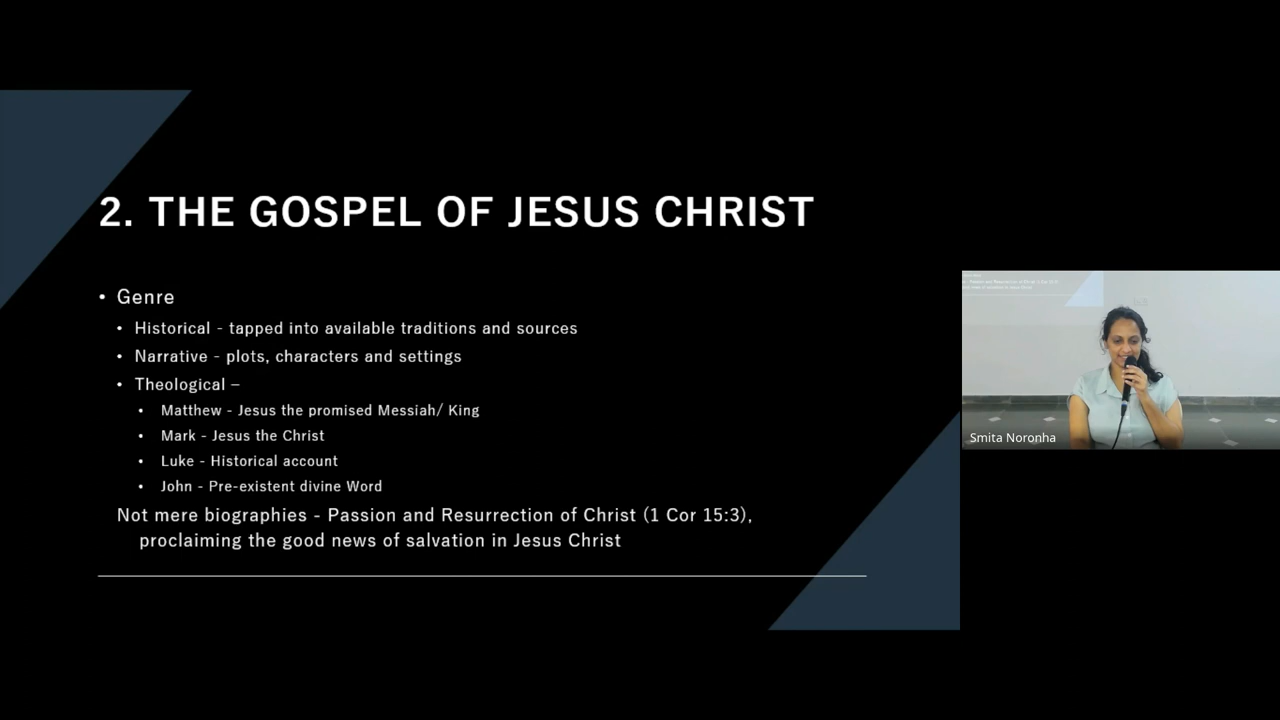 2. THE GOSPEL OF JESUS CHRIST
• Genre
• Historical - tapped into available traditions and sources
• Narrative - plots, characters and settings
• Theological –
• Matthew - Jesus the promised Messiah/ King
• Mark - Jesus the Christ
• Luke - Historical account
• John - Pre-existent divine Word
Not mere biographies - Passion and Resurrection of Christ (1 Cor 15:3),
proclaiming the good news of salvation in Jesus Christ
Smita Noronha